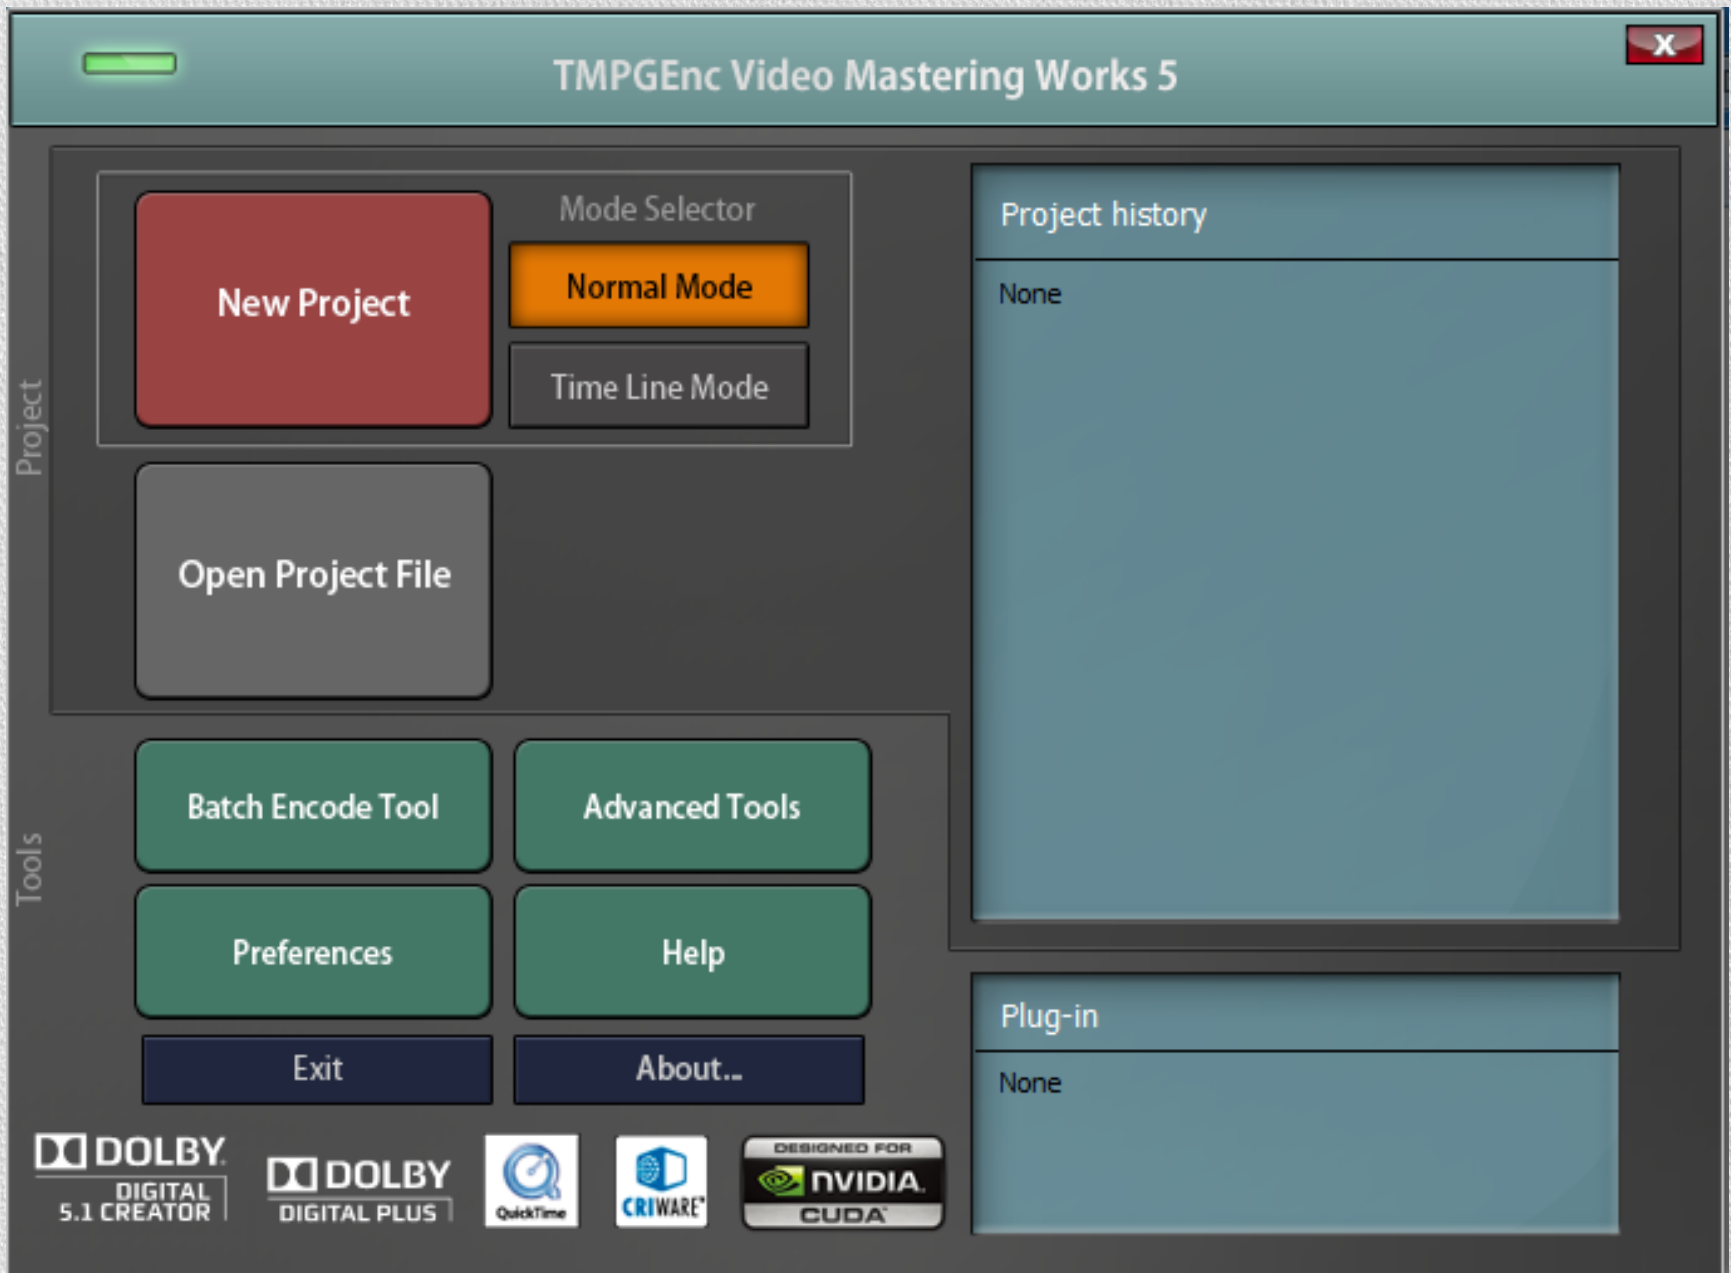 TMPGEnc Video Mastering Works 5
X
Project
New Project
Mode Selector
Normal Mode
Time Line Mode
Open Project File
Project history
None
Tools
Batch Encode Tool
Advanced Tools
Preferences
Help
Exit
About...
Plug-in
None
DOLBY
DIGITAL
5.1 CREATOR
DOLBY
DIGITAL PLUS
QuickTime
CRIWARE™
DESIGNED FOR
NVIDIA.
CUDA™